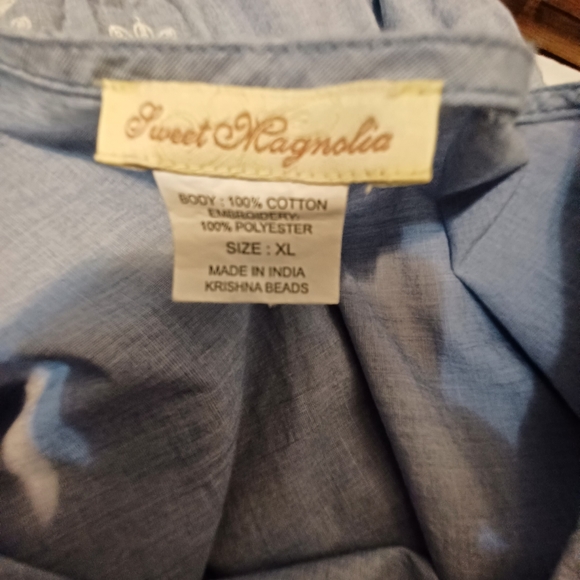 Sweet Magnolia
BODY : 100% COTTON
EMBROIDERY:
100% POLYESTER
SIZE : XL
MADE IN INDIA
KRISHNA BEADS